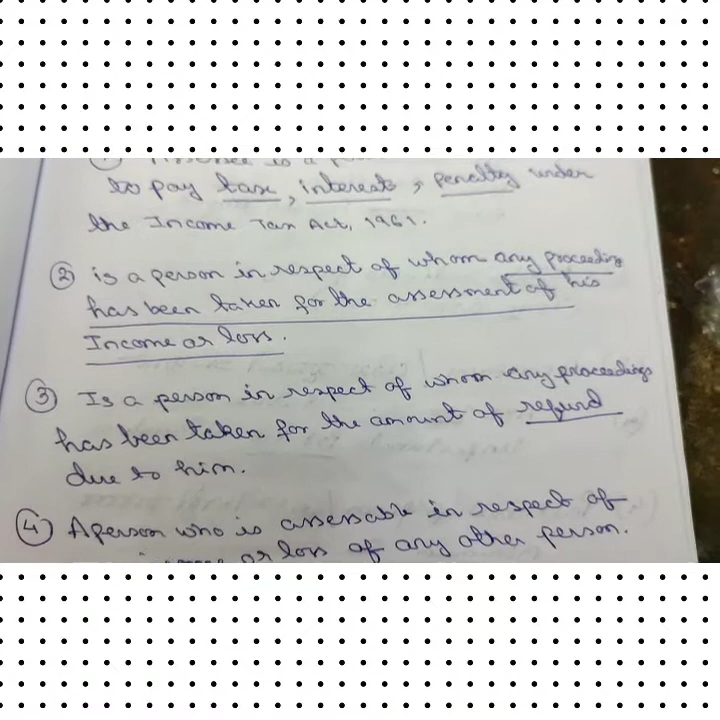 is a
to pay tax, interests, penalty under
the Income Tax Act, 1961.
② is a person in respect of whom any proceeding
has been taken for the assessment of his
Income or loss.
③ Is a person in respect of whom any proceedings
has been taken for the amount of refund
due to him.
④ A person who is assessable in respect of
or loss of any other person.